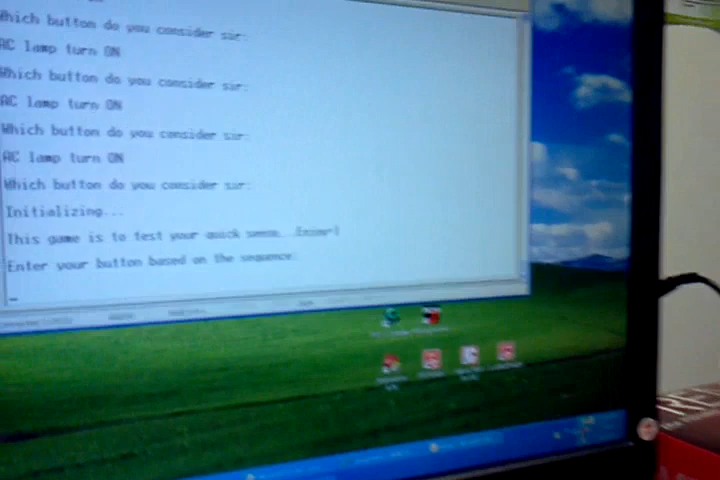 Which button do you consider sir:
AC lamp turn ON
Which button do you consider sir:
AC lamp turn ON
Which button do you consider sir:
AC lamp turn ON
Which button do you consider sir:
Initializing...
This game is to test your quick sense...
Enter your button based on the sequence: